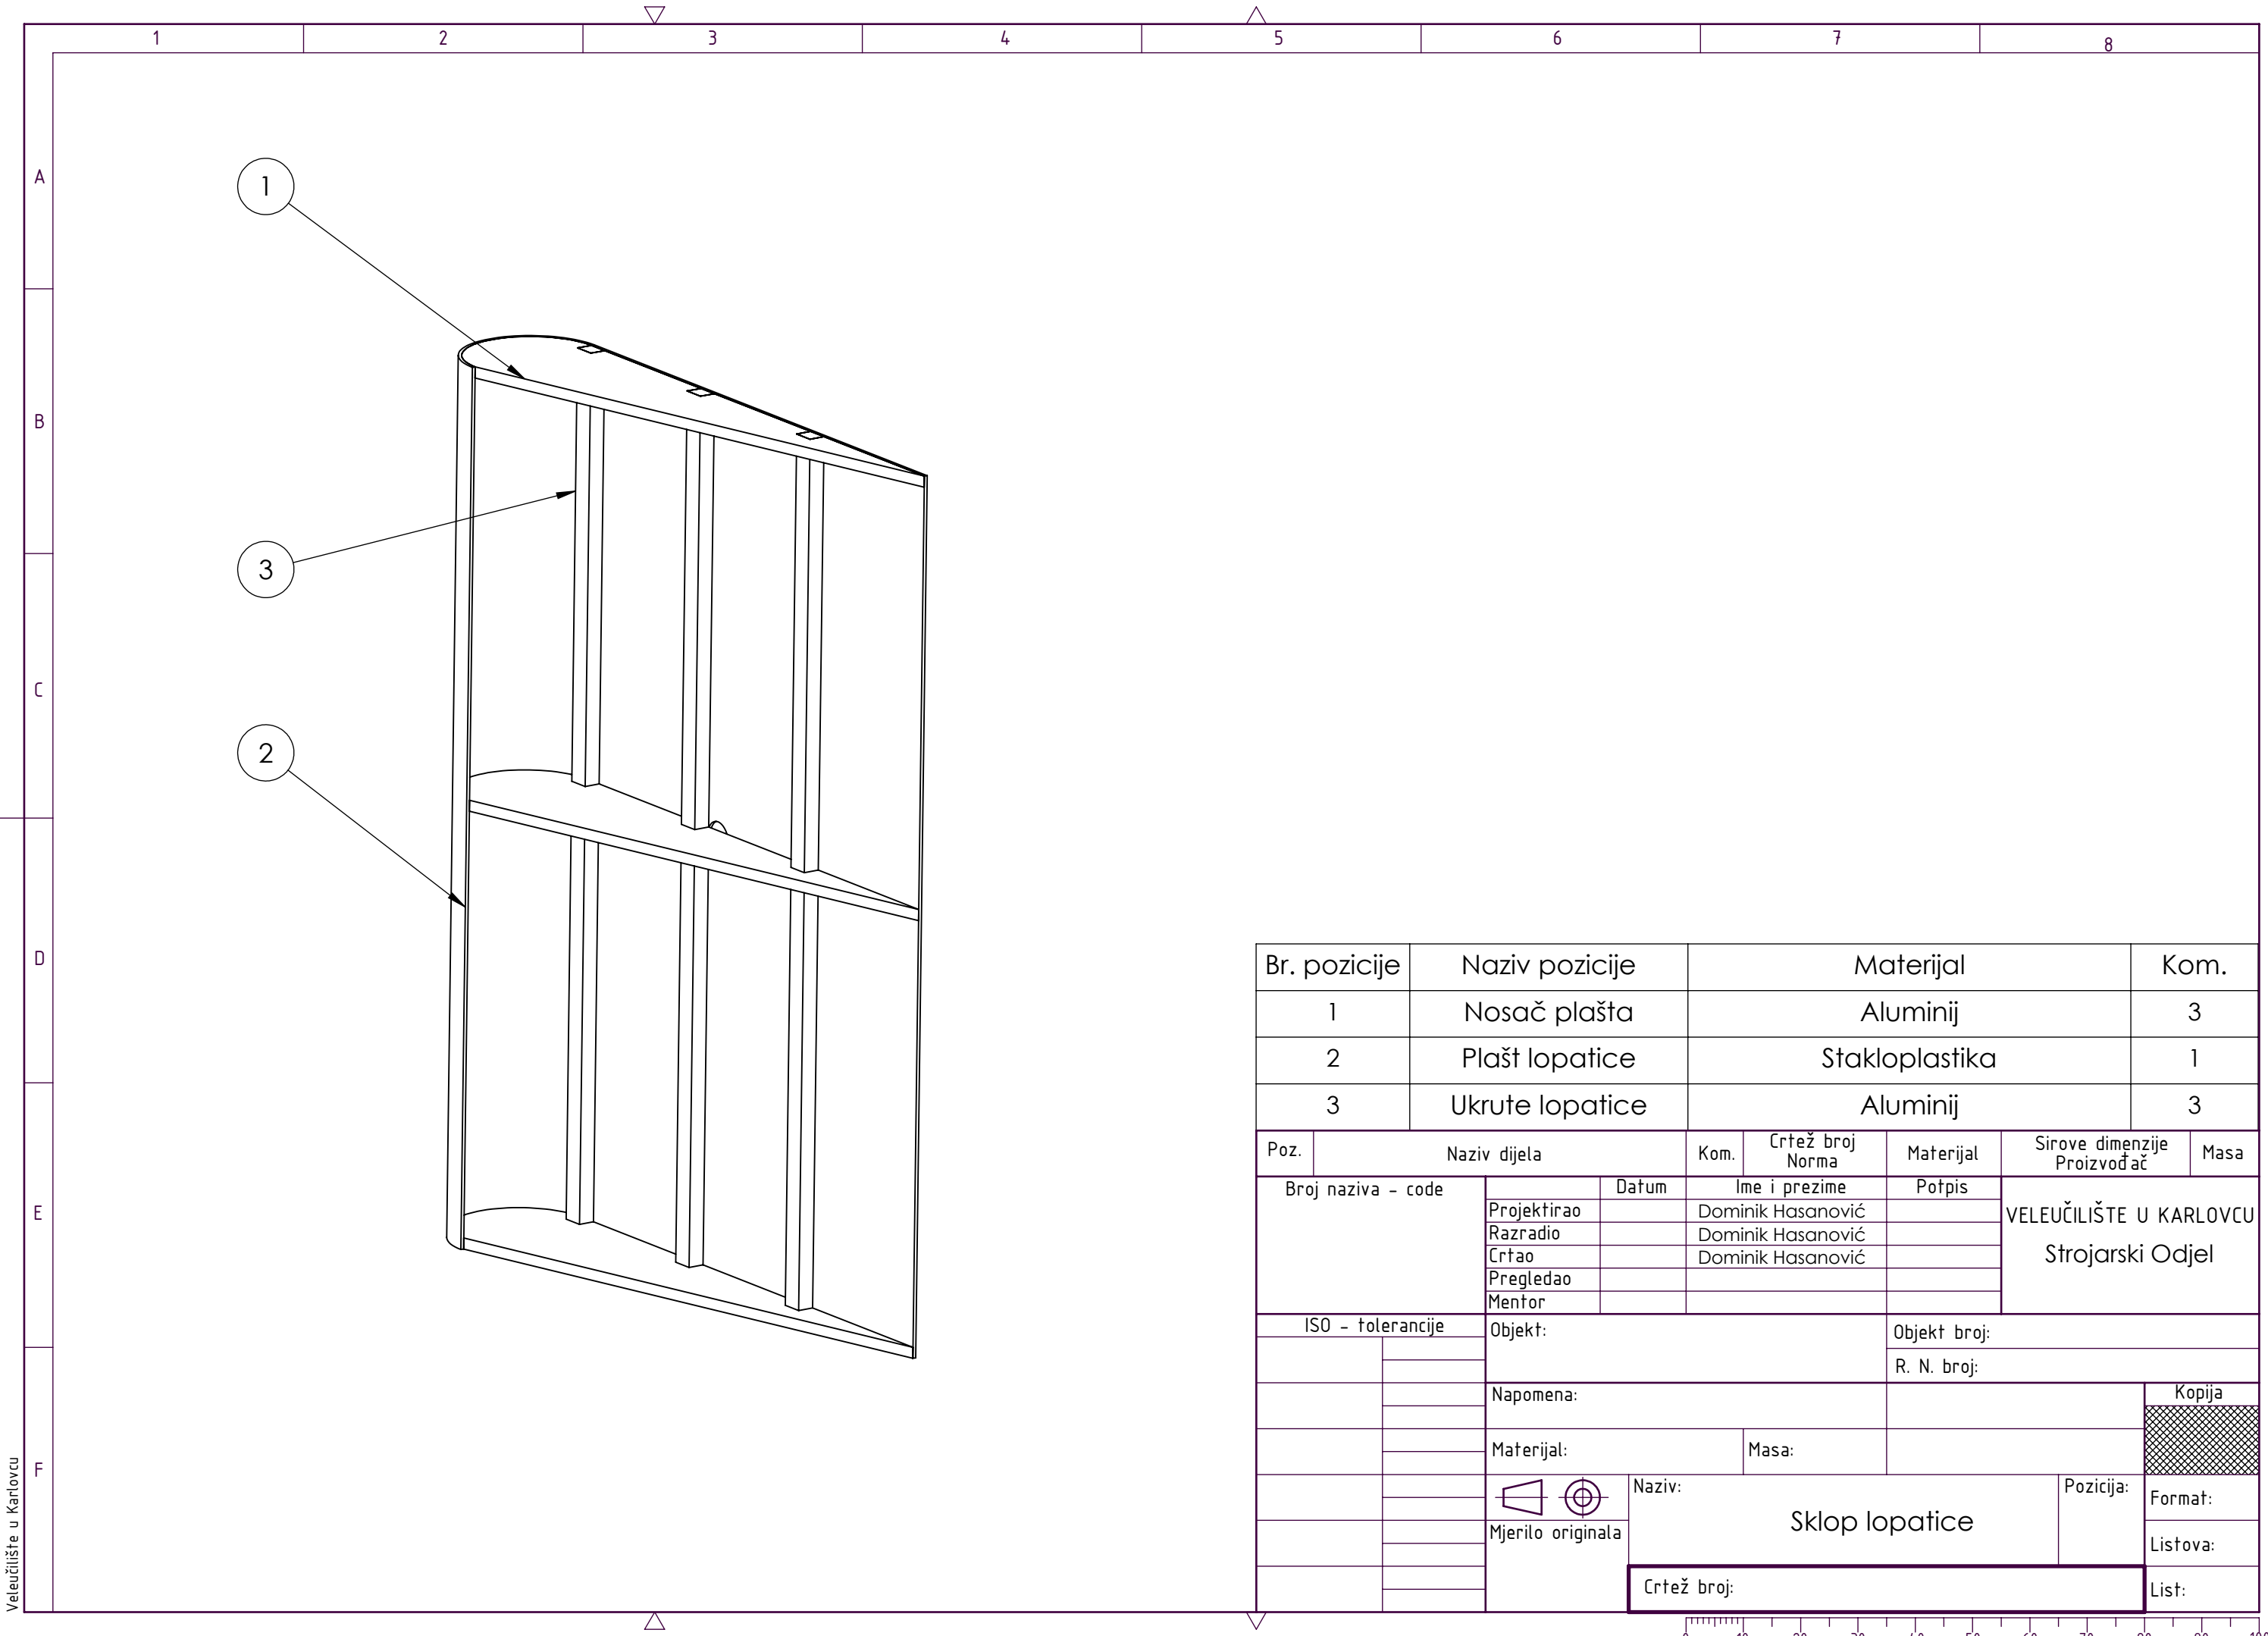 1 2 3 4 5 6 7 8
A
B
C
D
E
F
1
3
2
Br. pozicije Naziv pozicije Materijal Kom.
1 Nosač plašta Aluminij 3
2 Plašt lopatice Stakloplastika 1
3 Ukrute lopatice Aluminij 3
Poz. Naziv dijela Kom. Crtež broj Norma Materijal Sirove dimenzije Proizvođač Masa
Broj naziva - code
Datum Ime i prezime Potpis
Projektirao Dominik Hasanović
Razradio Dominik Hasanović
Crtao Dominik Hasanović
Pregledao
Mentor
VELEUČILIŠTE U KARLOVCU
Strojarski Odjel
ISO - tolerancije
Objekt:
Objekt broj:
R. N. broj:
Napomena:
Kopija
Materijal:
Masa:
Naziv:
Sklop lopatice
Pozicija:
Format:
Mjerilo originala
Listova:
Crtež broj:
List:
Veleučilište u Karlovcu